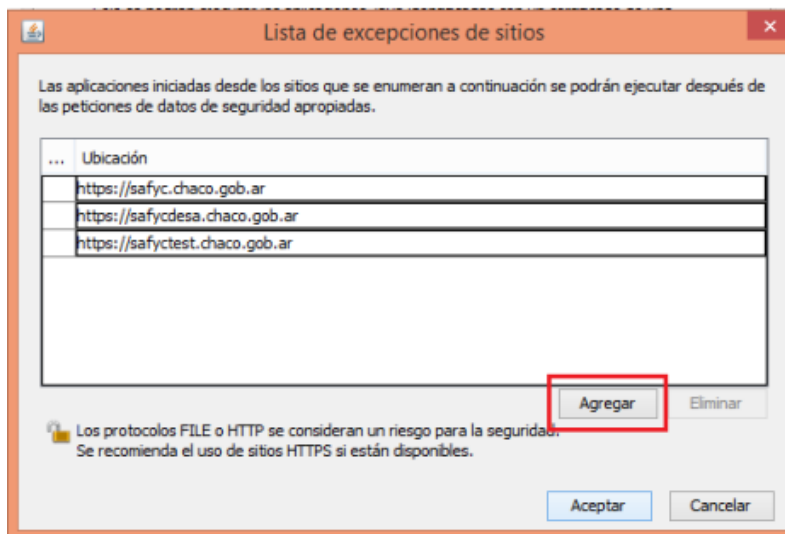 Lista de excepciones de sitios
Las aplicaciones iniciadas desde los sitios que se enumeran a continuación se podrán ejecutar después de
las peticiones de datos de seguridad apropiadas.
... Ubicación
https://safyc.chaco.gob.ar
https://safycdesa.chaco.gob.ar
https://safyctest.chaco.gob.ar
Agregar Eliminar
Los protocolos FILE o HTTP se consideran un riesgo para la seguridad.
Se recomienda el uso de sitios HTTPS si están disponibles.
Aceptar Cancelar